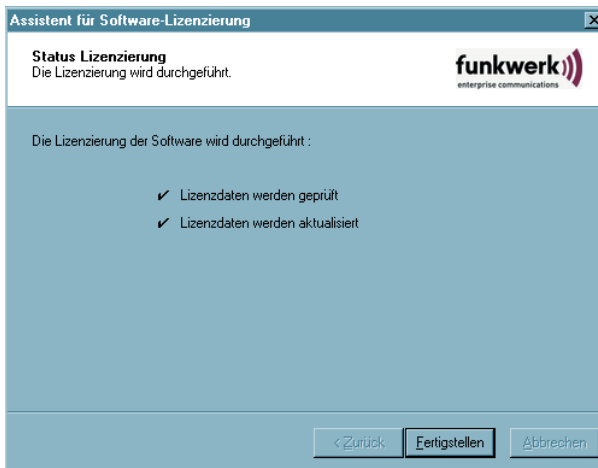 Assistent für Software-Lizenzierung
Status Lizenzierung
Die Lizenzierung wird durchgeführt.
funkwerk
enterprise communications
Die Lizenzierung der Software wird durchgeführt :
✔ Lizenzdaten werden geprüft
✔ Lizenzdaten werden aktualisiert
< Zurück
Fertigstellen
Abbrechen